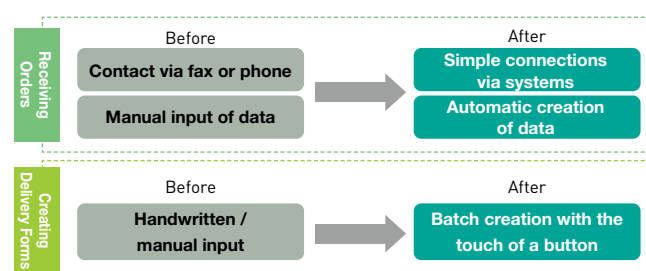 Receiving
Orders
Before
After
Contact via fax or phone
Simple connections
via systems
Manual input of data
Automatic creation
of data
Creating
Delivery Forms
Before
After
Handwritten /
manual input
Batch creation with the
touch of a button